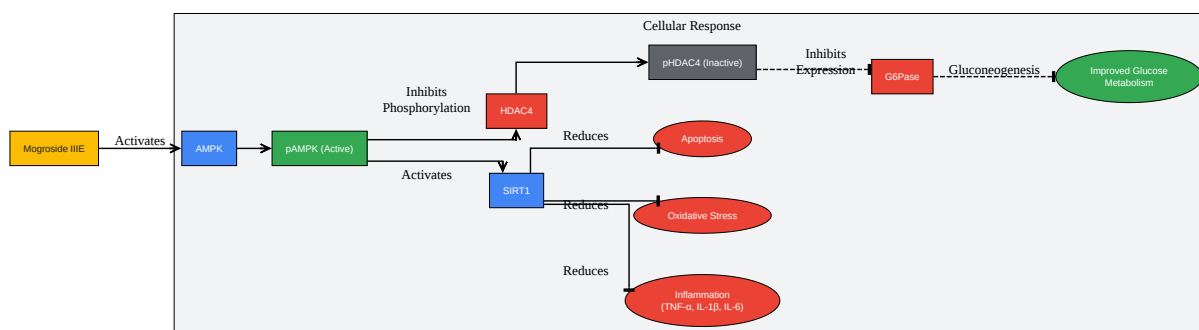 Cellular Response
Mogroside IIIE
Activates
AMPK
pAMPK (Active)
Inhibits
Phosphorylation
HDAC4
pHDAC4 (Inactive)
Inhibits
Expression
G6Pase
Gluconeogenesis
Improved Glucose
Metabolism
Activates
SIRT1
Reduces
Apoptosis
Reduces
Oxidative Stress
Reduces
Inflammation
(TNF-α, IL-1β, IL-6)